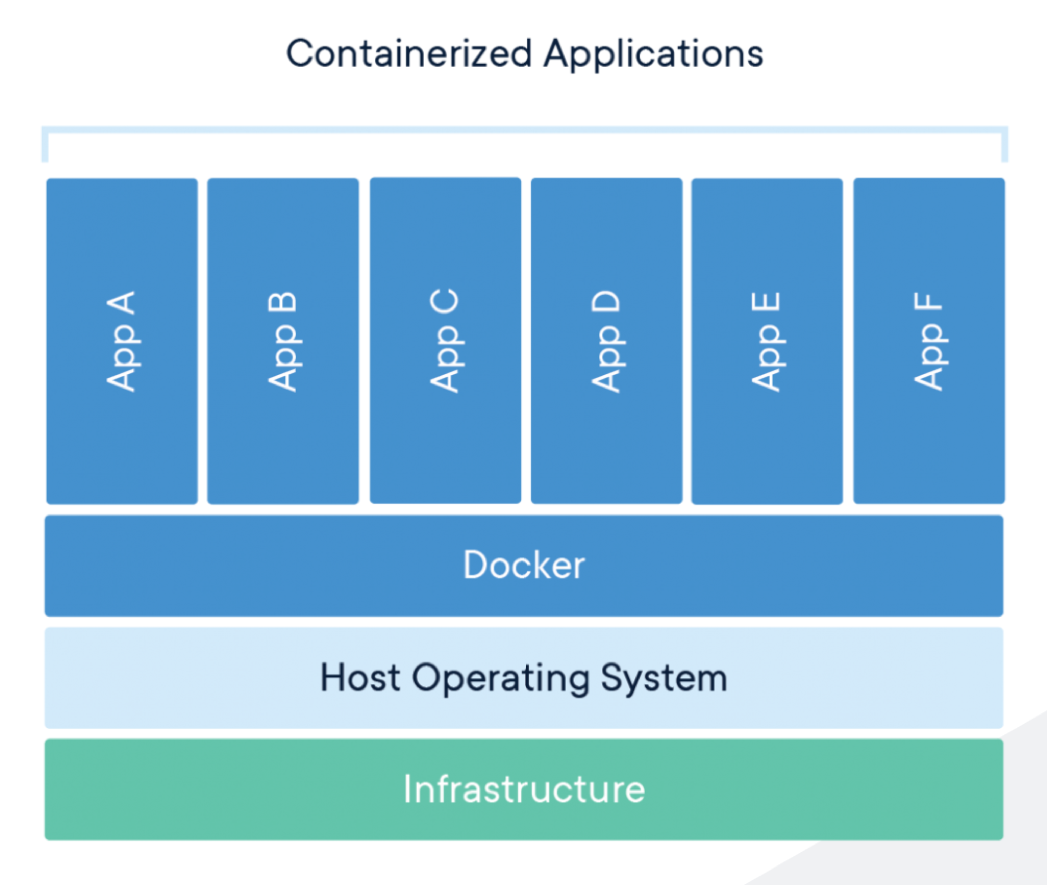 Containerized Applications
App A
App B
App C
App D
App E
App F
Docker
Host Operating System
Infrastructure